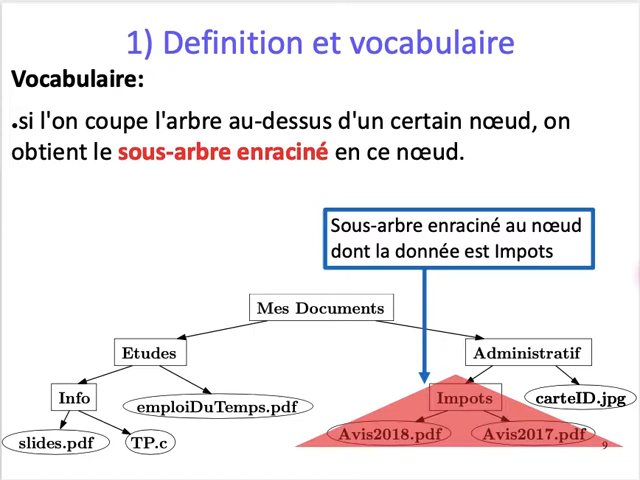 1) Definition et vocabulaire
Vocabulaire:
•si l'on coupe l'arbre au-dessus d'un certain nœud, on
obtient le sous-arbre enraciné en ce nœud.
Sous-arbre enraciné au nœud
dont la donnée est Impots
Mes Documents
Etudes
Administratif
Info
emploiDuTemps.pdf
Impots
carteID.jpg
slides.pdf
TP.c
Avis2018.pdf
Avis2017.pdf
9